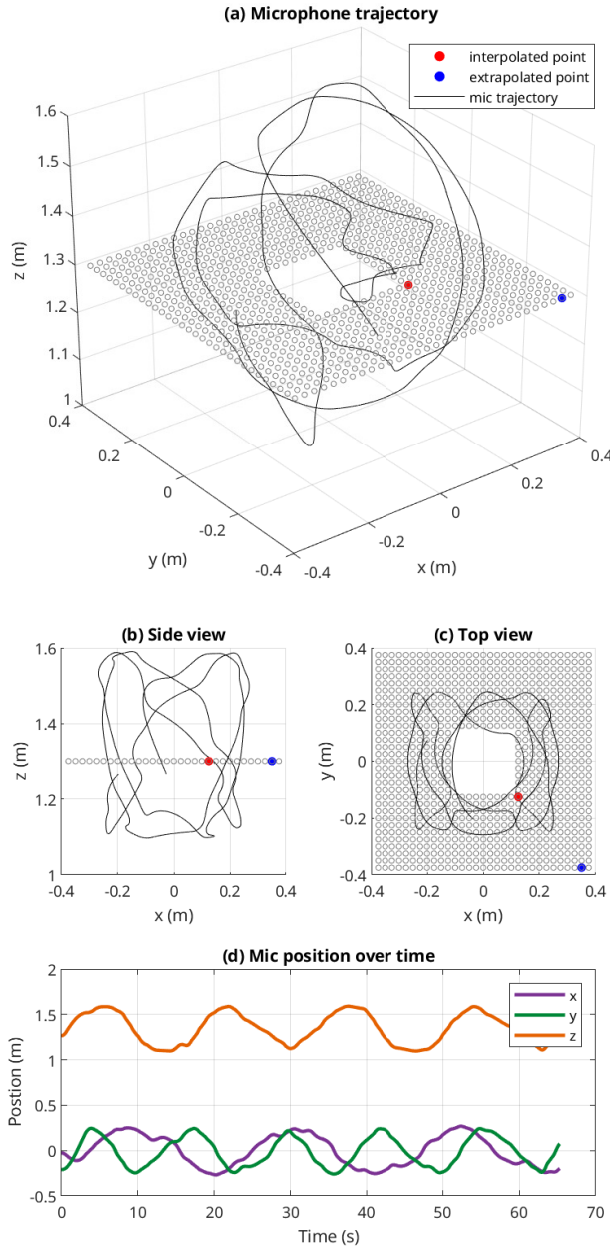 (a) Microphone trajectory
interpolated point
extrapolated point
mic trajectory
1.6
1.5
1.4
1.3
1.2
1.1
1
z (m)
0.4
0.2
0
-0.2
-0.4
y (m)
-0.4
-0.2
0
0.2
0.4
x (m)
(b) Side view
1.6
1.4
1.2
1
z (m)
-0.4
-0.2
0
0.2
0.4
x (m)
(c) Top view
0.4
0.2
0
-0.2
-0.4
y (m)
-0.4
-0.2
0
0.2
0.4
x (m)
(d) Mic position over time
2
1.5
1
0.5
0
-0.5
Postion (m)
x
y
z
0
10
20
30
40
50
60
70
Time (s)